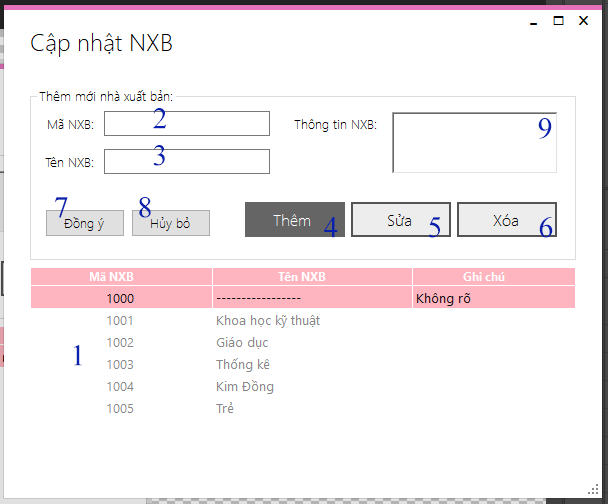 Cập nhật NXB
Thêm mới nhà xuất bản:
Mã NXB: 2 Thông tin NXB: 9
Tên NXB: 3
7 Đồng ý 8 Hủy bỏ Thêm 4 Sửa 5 Xóa 6
Mã NXB Tên NXB Ghi chú
1000 ----------------- Không rõ
1001 Khoa học kỹ thuật
1002 Giáo dục
1 1003 Thống kê
1004 Kim Đồng
1005 Trẻ